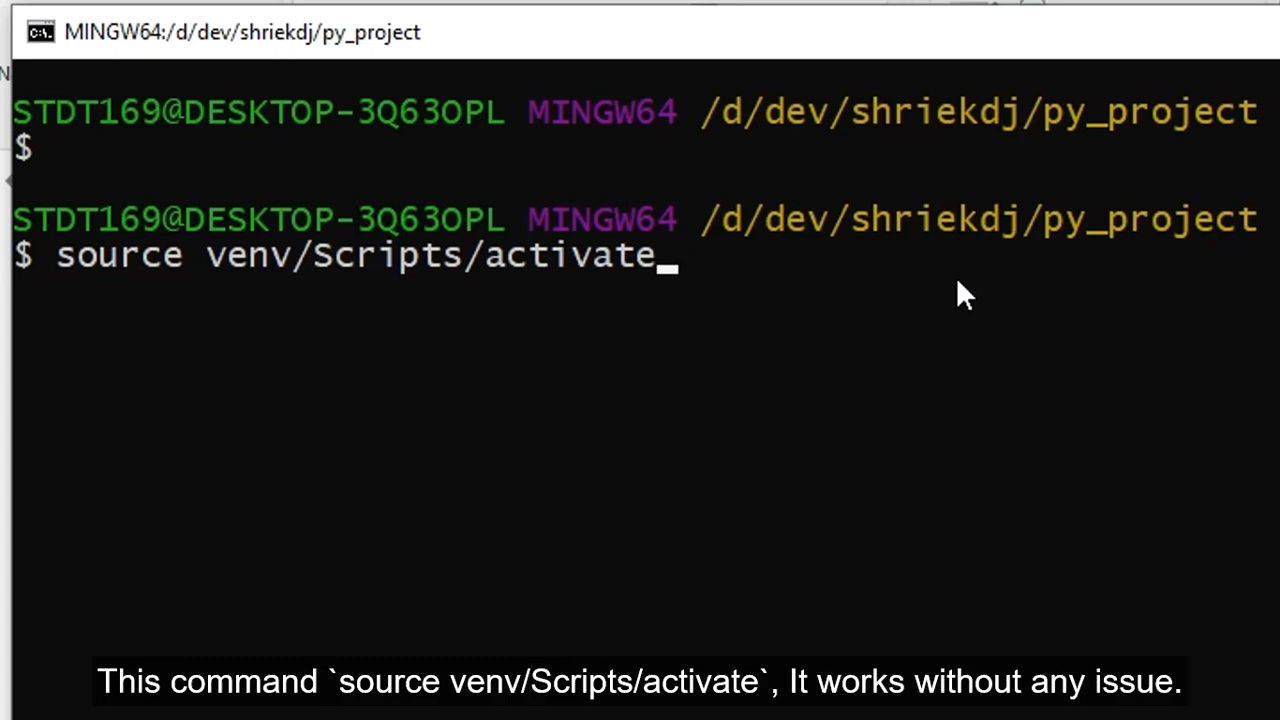 MINGW64:/d/dev/shriekdj/py_project
N
STDT169@DESKTOP-3Q63OPL MINGW64 /d/dev/shriekdj/py_project
$
STDT169@DESKTOP-3Q63OPL MINGW64 /d/dev/shriekdj/py_project
$ source venv/Scripts/activate_
This command `source venv/Scripts/activate`, It works without any issue.